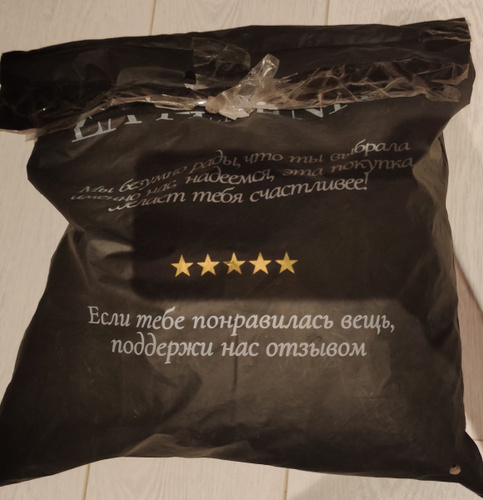 Мы безумно рады, что ты выбрала
именно нас, надеемся, эта покупка
сделает тебя счастливее!
Если тебе понравилась вещь,
поддержи нас отзывом